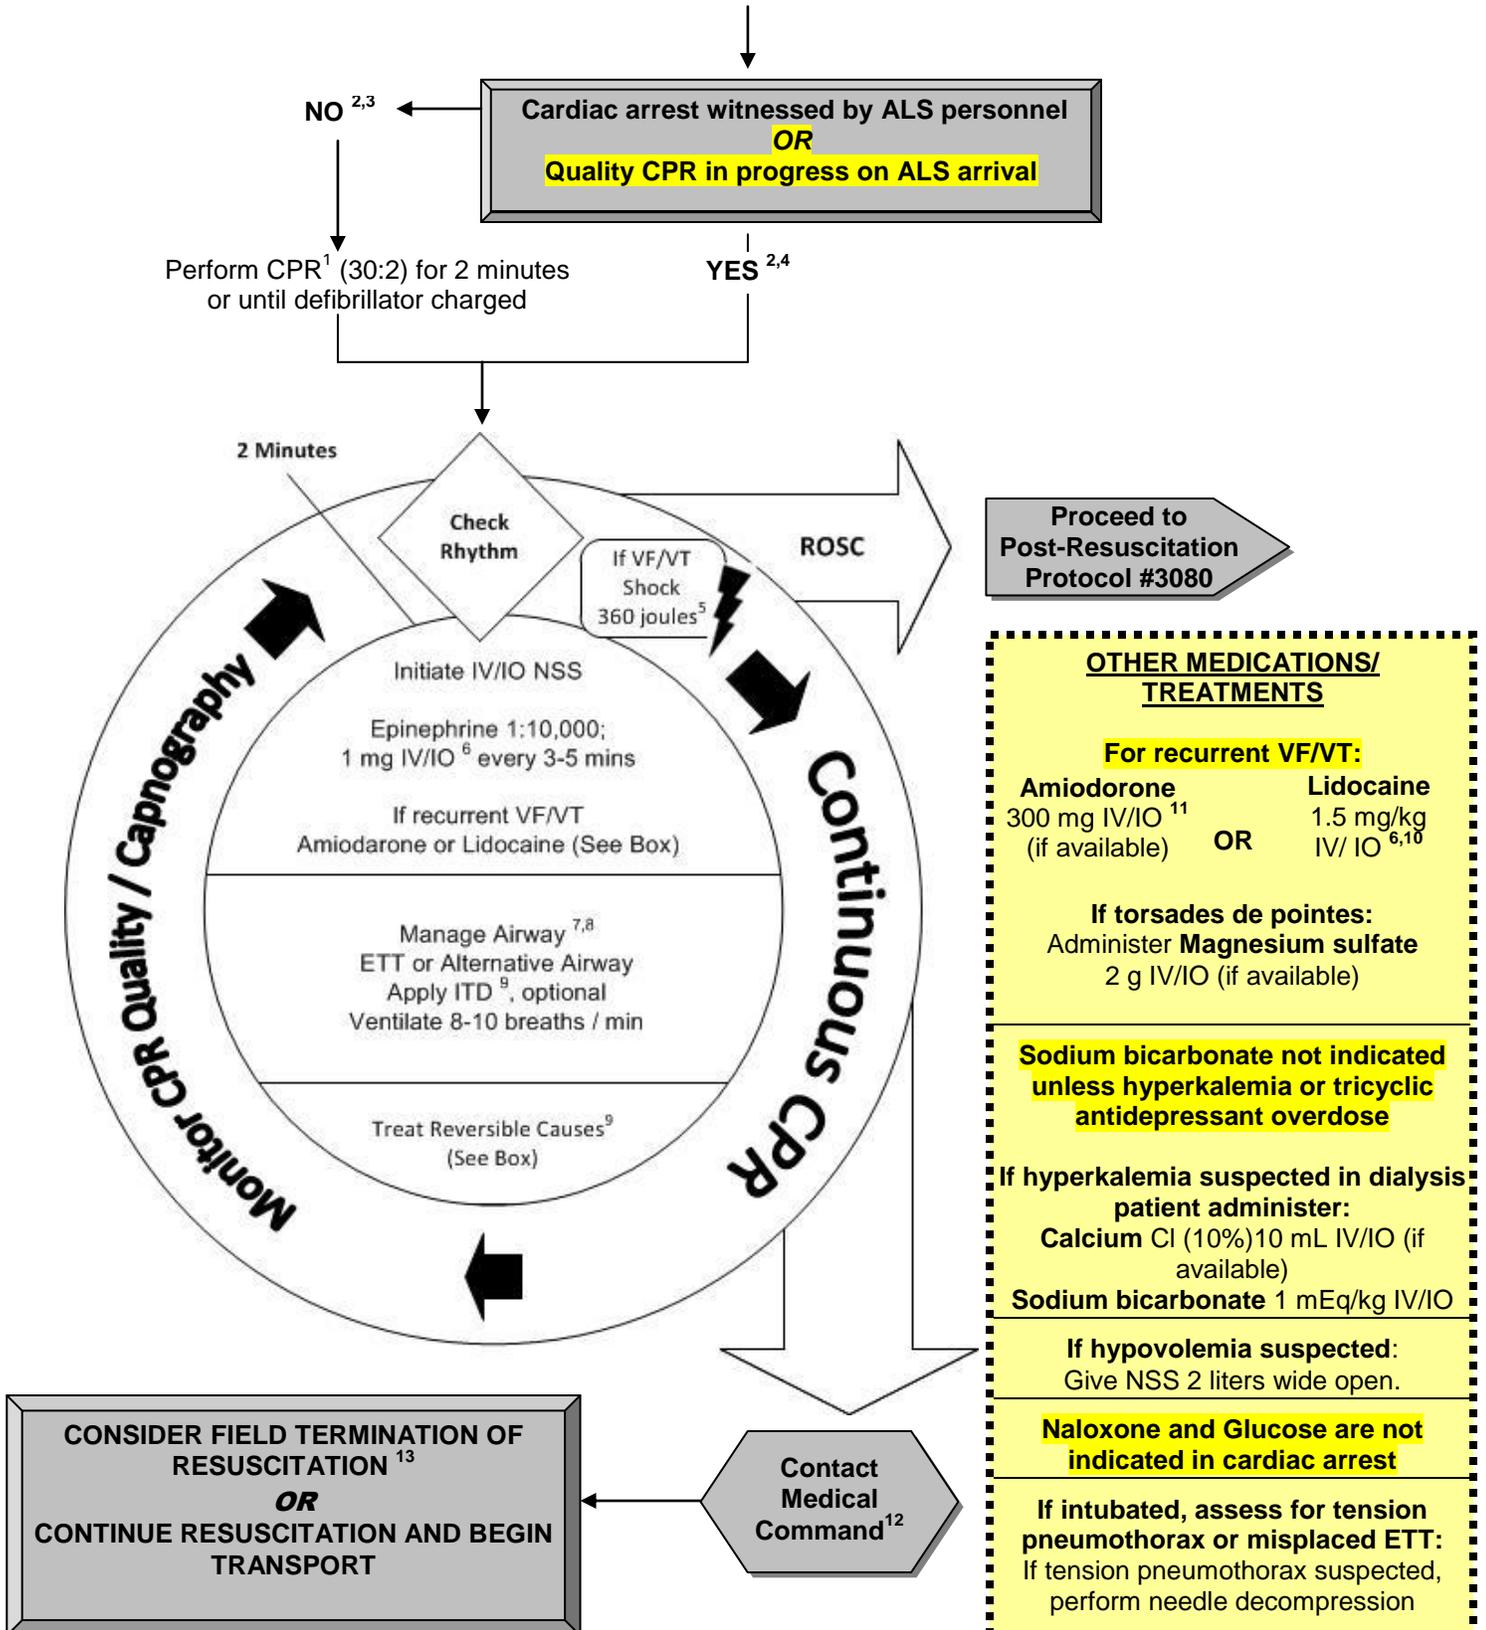 Cardiac arrest witnessed by ALS personnel
OR
Quality CPR in progress on ALS arrival
NO 2,3
YES 2,4
Perform CPR1 (30:2) for 2 minutes
or until defibrillator charged
2 Minutes
Check
Rhythm
If VF/VT
Shock
360 joules5
ROSC
Proceed to
Post-Resuscitation
Protocol #3080
Monitor CPR Quality / Capnography
Continuous CPR
Initiate IV/IO NSS
Epinephrine 1:10,000;
1 mg IV/IO 6 every 3-5 mins
If recurrent VF/VT
Amiodarone or Lidocaine (See Box)
Manage Airway 7,8
ETT or Alternative Airway
Apply ITD 9, optional
Ventilate 8-10 breaths / min
Treat Reversible Causes9
(See Box)
OTHER MEDICATIONS/
TREATMENTS
For recurrent VF/VT:
Amiodorone
300 mg IV/IO 11
(if available)
OR
Lidocaine
1.5 mg/kg
IV/ IO 6,10
If torsades de pointes:
Administer Magnesium sulfate
2 g IV/IO (if available)
Sodium bicarbonate not indicated
unless hyperkalemia or tricyclic
antidepressant overdose
If hyperkalemia suspected in dialysis
patient administer:
Calcium Cl (10%)10 mL IV/IO (if
available)
Sodium bicarbonate 1 mEq/kg IV/IO
If hypovolemia suspected:
Give NSS 2 liters wide open.
Naloxone and Glucose are not
indicated in cardiac arrest
If intubated, assess for tension
pneumothorax or misplaced ETT:
If tension pneumothorax suspected,
perform needle decompression
Contact
Medical
Command12
CONSIDER FIELD TERMINATION OF
RESUSCITATION 13
OR
CONTINUE RESUSCITATION AND BEGIN
TRANSPORT